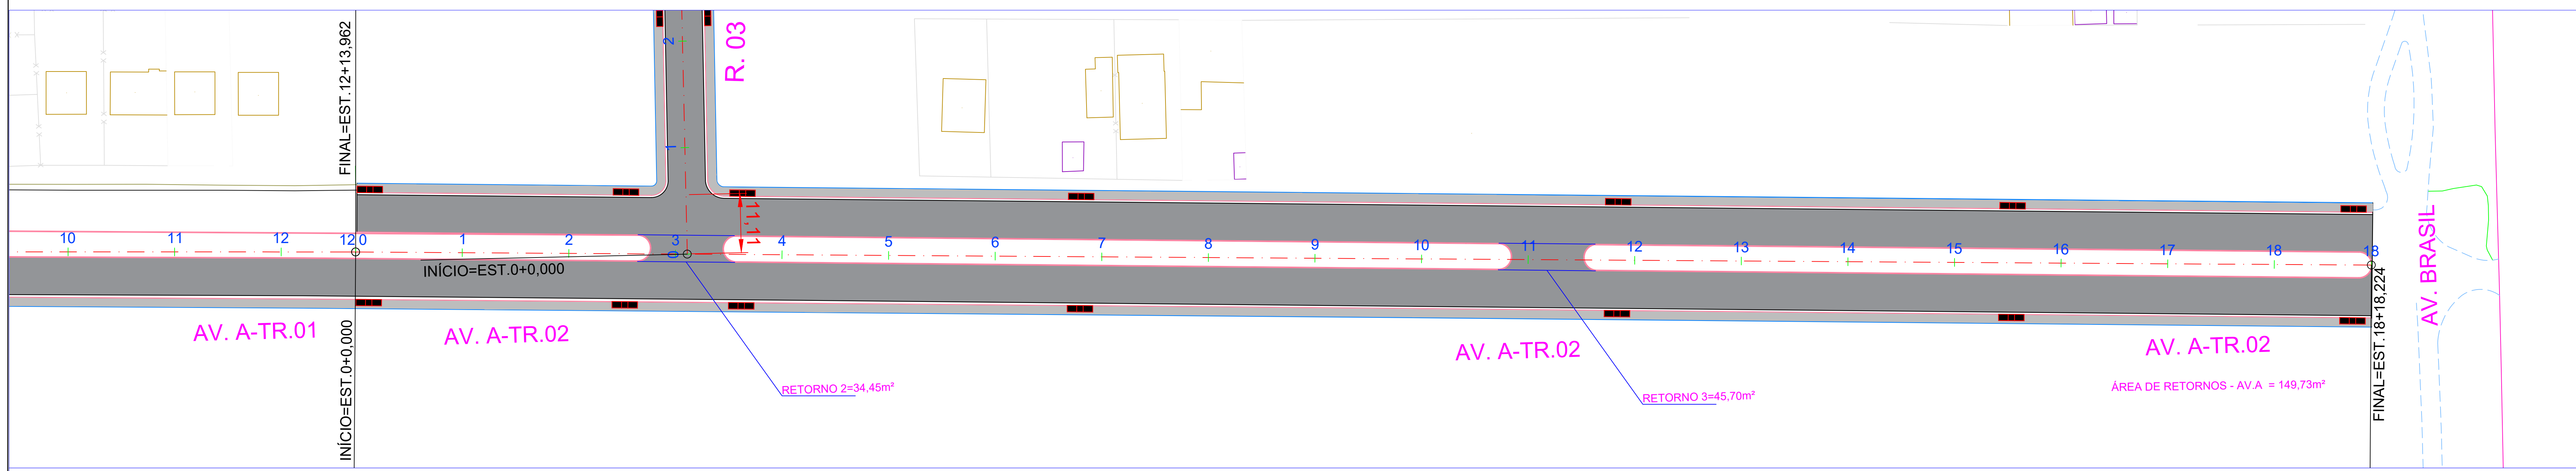 FINAL=EST.12+13,962
2
R. 03
1
11,11
10
11
12
12
0
1
2
3
4
5
6
7
8
9
10
11
12
13
14
15
16
17
18
18
0
INÍCIO=EST.0+0,000
AV. BRASIL
AV. A-TR.01
INÍCIO=EST.0+0,000
AV. A-TR.02
AV. A-TR.02
AV. A-TR.02
FINAL=EST.18+18,224
RETORNO 2=34,45m²
RETORNO 3=45,70m²
ÁREA DE RETORNOS - AV.A = 149,73m²